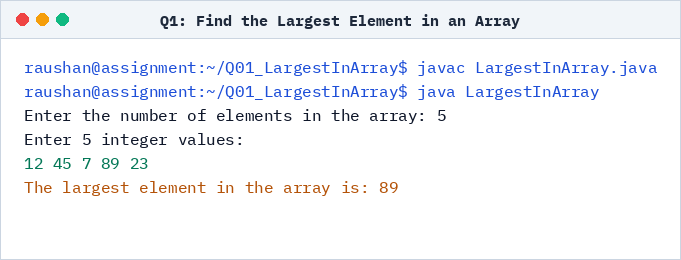 Q1: Find the Largest Element in an Array
raushan@assignment:~/Q01_LargestInArray$ javac LargestInArray.java
raushan@assignment:~/Q01_LargestInArray$ java LargestInArray
Enter the number of elements in the array: 5
Enter 5 integer values:
12 45 7 89 23
The largest element in the array is: 89